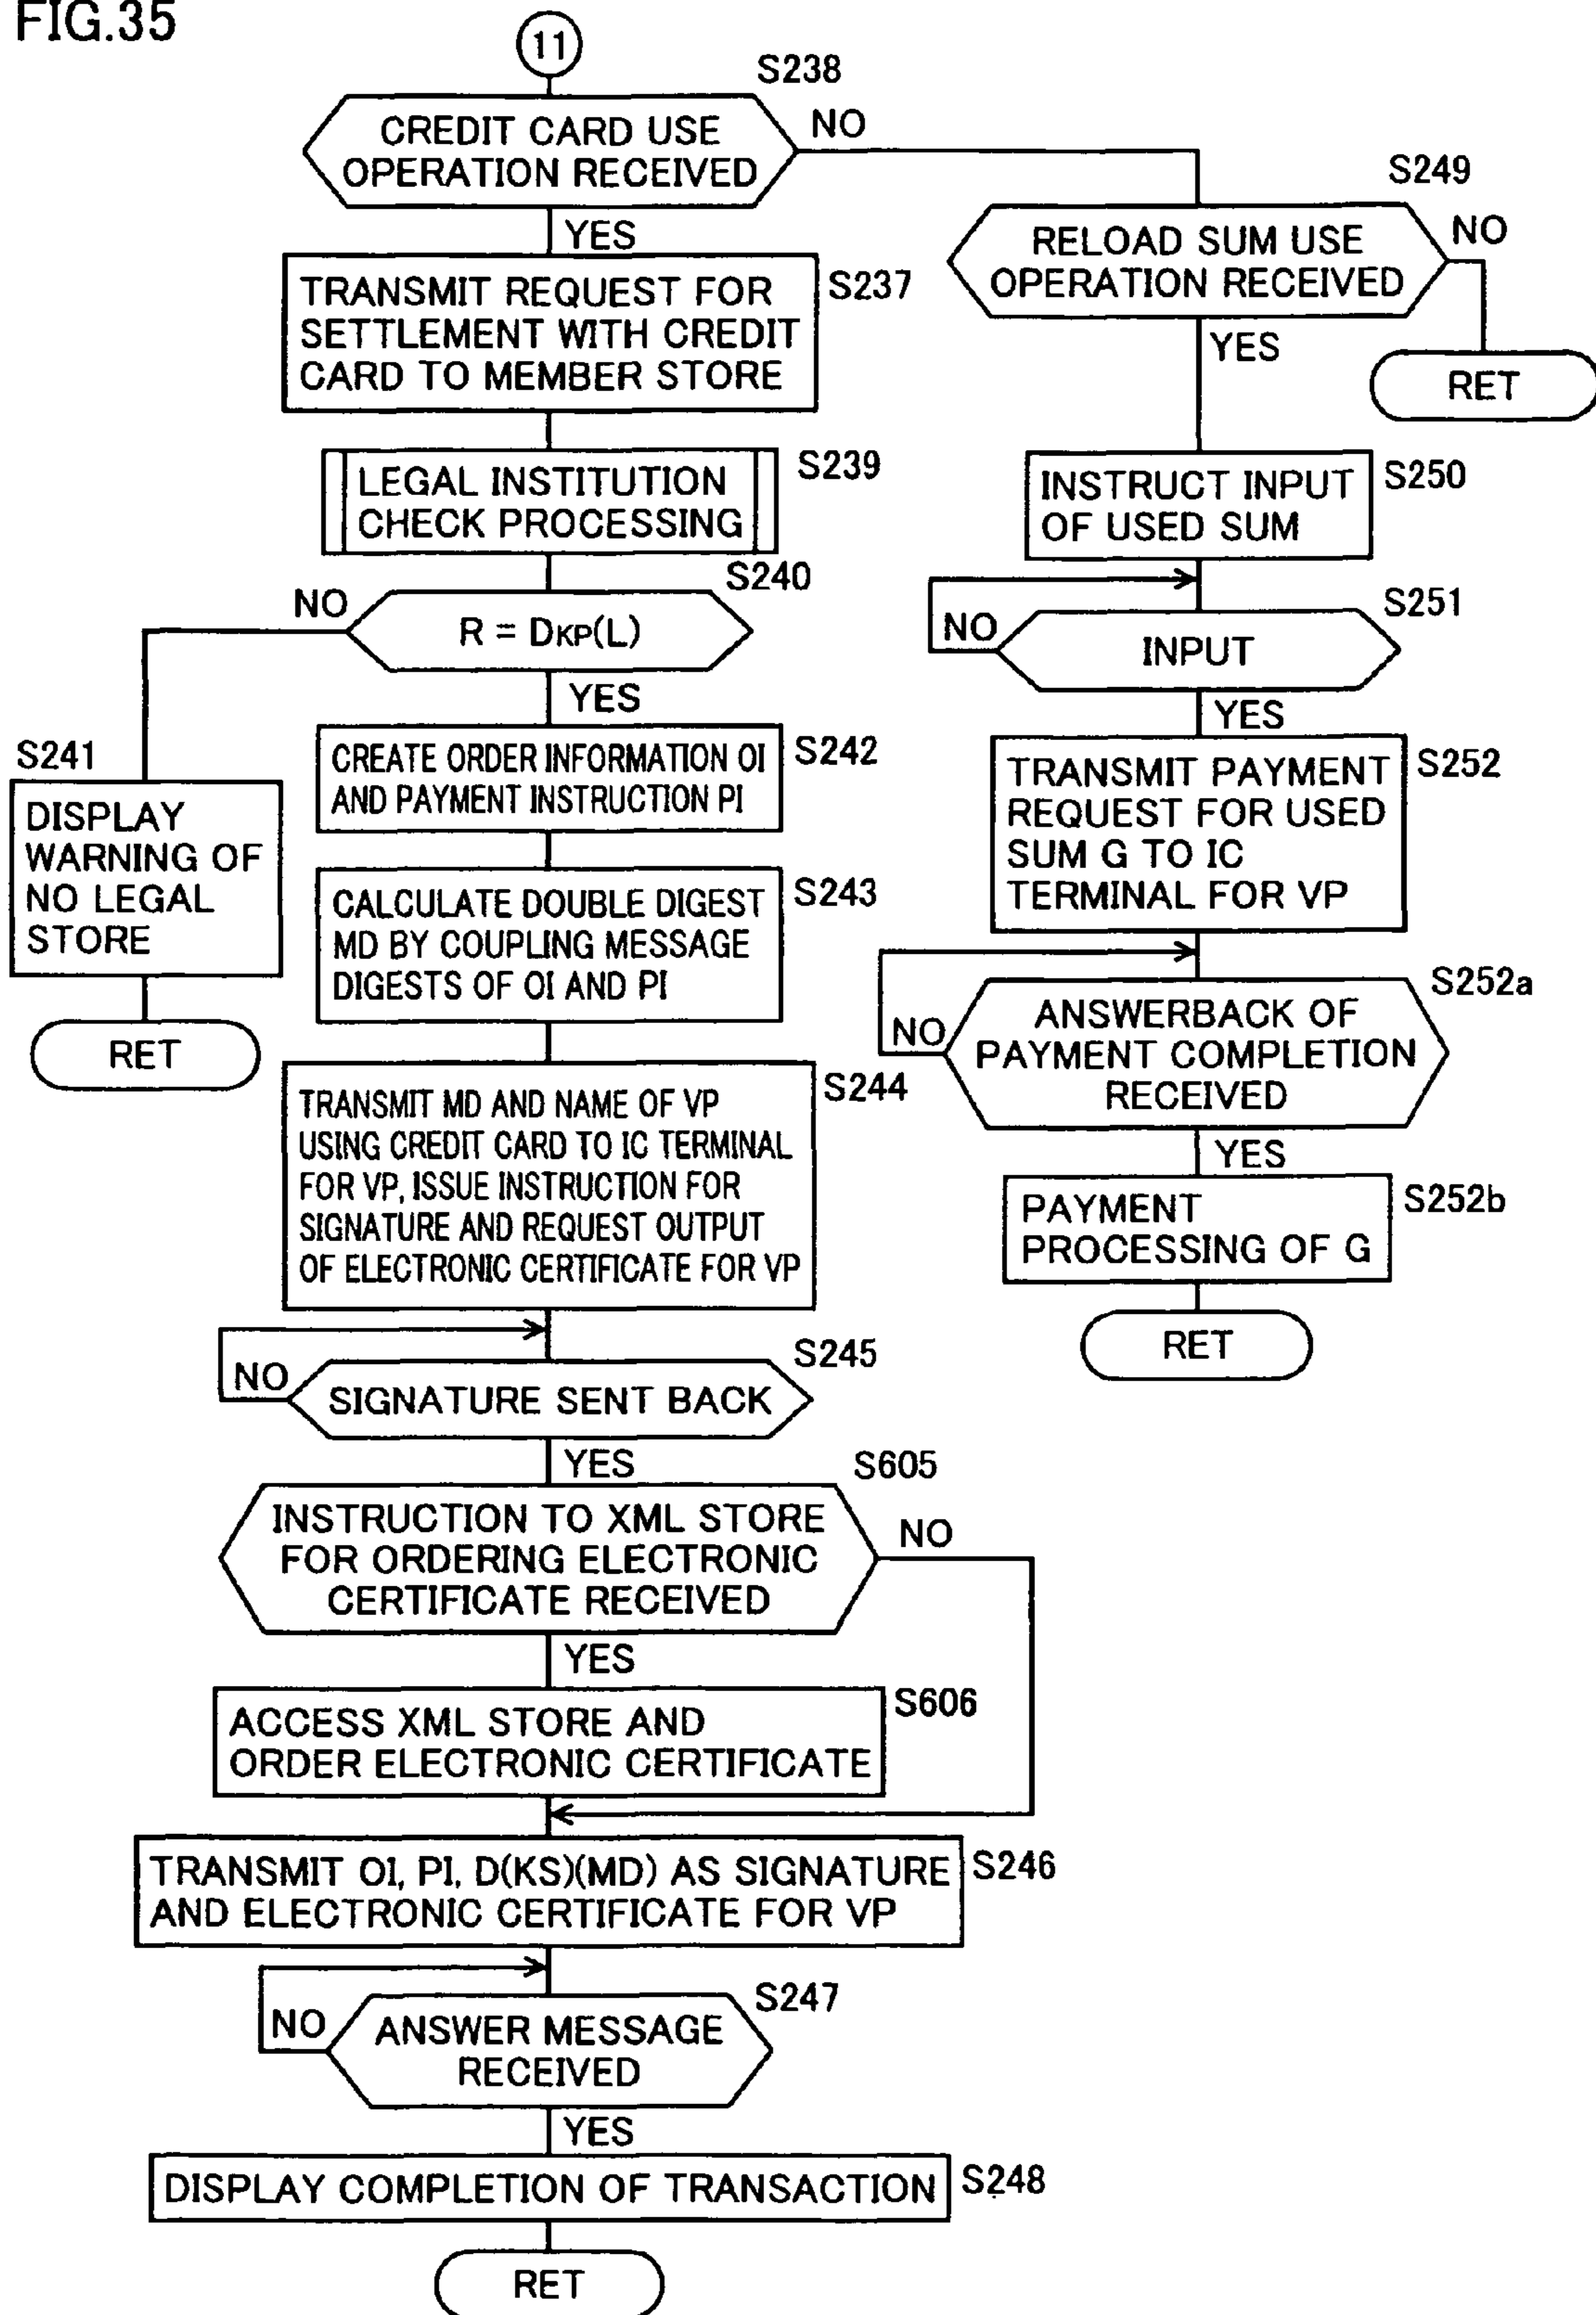 FIG.35
11
S238
CREDIT CARD USE
OPERATION RECEIVED
NO
YES
S237
TRANSMIT REQUEST FOR
SETTLEMENT WITH CREDIT
CARD TO MEMBER STORE
S239
LEGAL INSTITUTION
CHECK PROCESSING
S240
NO
R = DKP(L)
YES
S241
DISPLAY
WARNING OF
NO LEGAL
STORE
RET
S242
CREATE ORDER INFORMATION OI
AND PAYMENT INSTRUCTION PI
S243
CALCULATE DOUBLE DIGEST
MD BY COUPLING MESSAGE
DIGESTS OF OI AND PI
S244
TRANSMIT MD AND NAME OF VP
USING CREDIT CARD TO IC TERMINAL
FOR VP, ISSUE INSTRUCTION FOR
SIGNATURE AND REQUEST OUTPUT
OF ELECTRONIC CERTIFICATE FOR VP
S245
NO
SIGNATURE SENT BACK
YES
S605
INSTRUCTION TO XML STORE
FOR ORDERING ELECTRONIC
CERTIFICATE RECEIVED
NO
YES
S606
ACCESS XML STORE AND
ORDER ELECTRONIC CERTIFICATE
S246
TRANSMIT OI, PI, D(KS)(MD) AS SIGNATURE
AND ELECTRONIC CERTIFICATE FOR VP
S247
NO
ANSWER MESSAGE
RECEIVED
YES
DISPLAY COMPLETION OF TRANSACTION
S248
RET
S249
RELOAD SUM USE
OPERATION RECEIVED
NO
RET
YES
S250
INSTRUCT INPUT
OF USED SUM
S251
NO
INPUT
YES
S252
TRANSMIT PAYMENT
REQUEST FOR USED
SUM G TO IC
TERMINAL FOR VP
S252a
NO
ANSWERBACK OF
PAYMENT COMPLETION
RECEIVED
YES
S252b
PAYMENT
PROCESSING OF G
RET